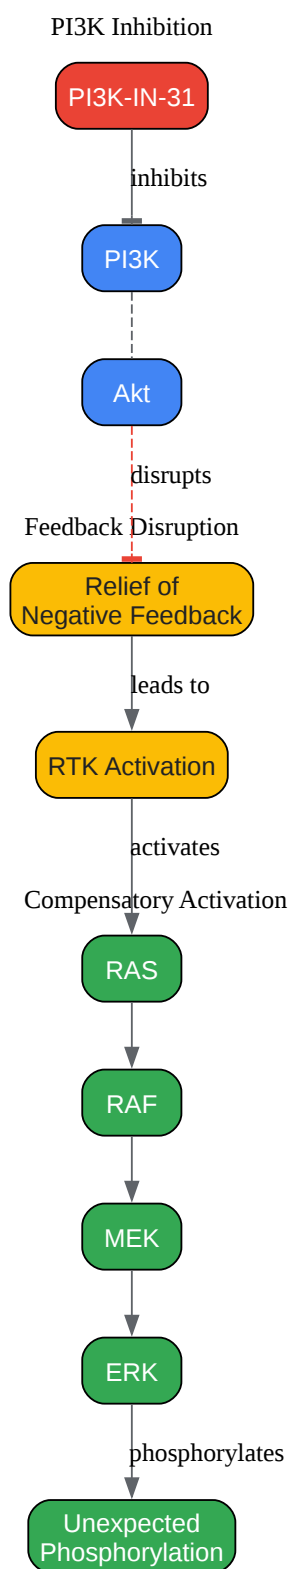 PI3K Inhibition
PI3K-IN-31
inhibits
PI3K
Akt
disrupts
Feedback Disruption
Relief of
Negative Feedback
leads to
RTK Activation
activates
Compensatory Activation
RAS
RAF
MEK
ERK
phosphorylates
Unexpected
Phosphorylation